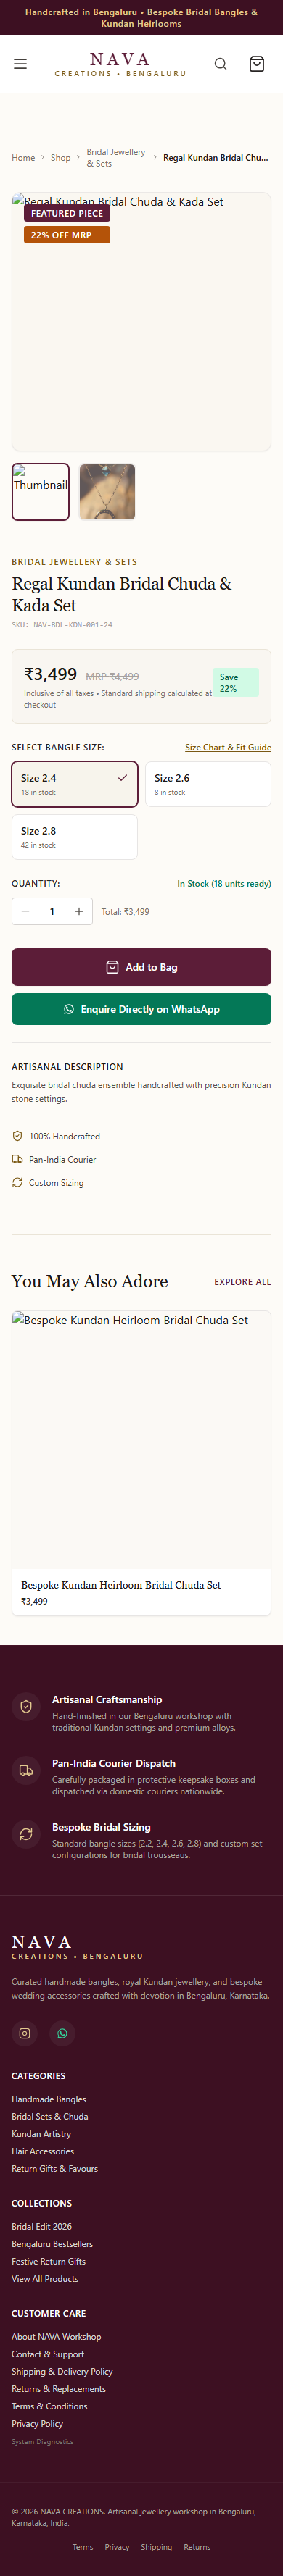 Handcrafted in Bengaluru • Bespoke Bridal Bangles &
Kundan Heirlooms
NAVA
CREATIONS • BENGALURU
Home
Shop
Bridal Jewellery
& Sets
Regal Kundan Bridal Chu...
Regal Kundan Bridal Chuda & Kada Set
FEATURED PIECE
22% OFF MRP
Thumbnail
BRIDAL JEWELLERY & SETS
Regal Kundan Bridal Chuda &
Kada Set
SKU: NAV-BDL-KDN-001-24
₹3,499 MRP ₹4,499
Inclusive of all taxes • Standard shipping calculated at
checkout
Save
22%
SELECT BANGLE SIZE:
Size Chart & Fit Guide
Size 2.4
18 in stock
Size 2.6
8 in stock
Size 2.8
42 in stock
QUANTITY:
In Stock (18 units ready)
1
Total: ₹3,499
Add to Bag
Enquire Directly on WhatsApp
ARTISANAL DESCRIPTION
Exquisite bridal chuda ensemble handcrafted with precision Kundan
stone settings.
100% Handcrafted
Pan-India Courier
Custom Sizing
You May Also Adore
EXPLORE ALL
Bespoke Kundan Heirloom Bridal Chuda Set
Bespoke Kundan Heirloom Bridal Chuda Set
₹3,499
Artisanal Craftsmanship
Hand-finished in our Bengaluru workshop with
traditional Kundan settings and premium alloys.
Pan-India Courier Dispatch
Carefully packaged in protective keepsake boxes and
dispatched via domestic couriers nationwide.
Bespoke Bridal Sizing
Standard bangle sizes (2.2, 2.4, 2.6, 2.8) and custom set
configurations for bridal trousseaus.
NAVA
CREATIONS • BENGALURU
Curated handmade bangles, royal Kundan jewellery, and bespoke
wedding accessories crafted with devotion in Bengaluru, Karnataka.
CATEGORIES
Handmade Bangles
Bridal Sets & Chuda
Kundan Artistry
Hair Accessories
Return Gifts & Favours
COLLECTIONS
Bridal Edit 2026
Bengaluru Bestsellers
Festive Return Gifts
View All Products
CUSTOMER CARE
About NAVA Workshop
Contact & Support
Shipping & Delivery Policy
Returns & Replacements
Terms & Conditions
Privacy Policy
System Diagnostics
© 2026 NAVA CREATIONS. Artisanal jewellery workshop in Bengaluru,
Karnataka, India.
Terms
Privacy
Shipping
Returns